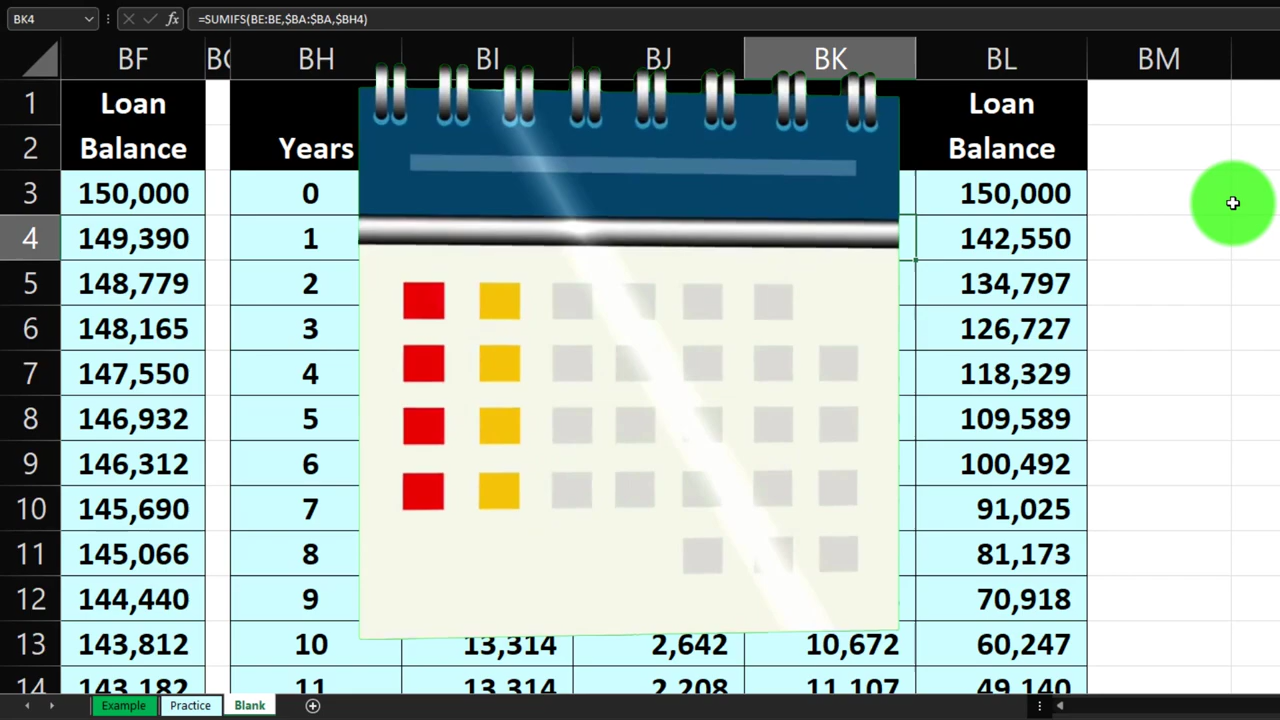 BK4 fx =SUMIFS(BE:BE,$BA:$BA,$BH4)
BF BH BI BJ BK BL BM
1 Loan Loan
2 Balance Years Balance
3 150,000 0 150,000
4 149,390 1 142,550
5 148,779 2 134,797
6 148,165 3 126,727
7 147,550 4 118,329
8 146,932 5 109,589
9 146,312 6 100,492
10 145,690 7 91,025
11 145,066 8 81,173
12 144,440 9 70,918
13 143,812 10 13,314 2,642 10,672 60,247
14 143,182 11 13,314 2,208 11,107 49,140
Example Practice Blank